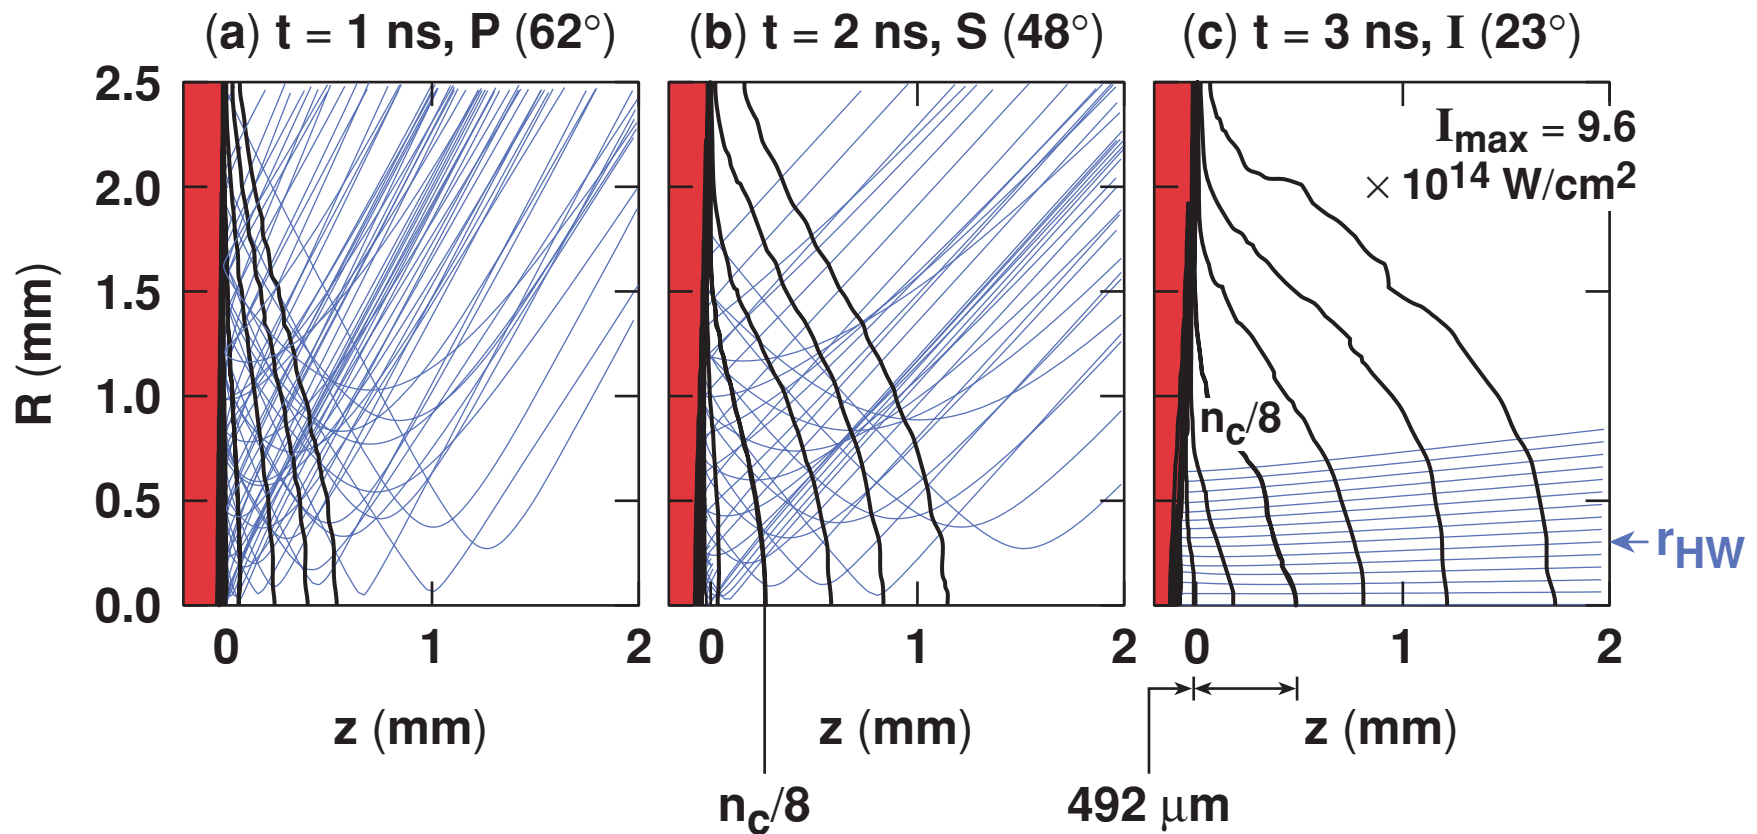 (a) t = 1 ns, P (62°)
(b) t = 2 ns, S (48°)
(c) t = 3 ns, I (23°)
R (mm)
2.5
2.0
1.5
1.0
0.5
0.0
I_max = 9.6
× 10^14 W/cm^2
n_c/8
r_HW
0 1 2
0 1 2
0 1 2
z (mm)
z (mm)
z (mm)
n_c/8
492 μm